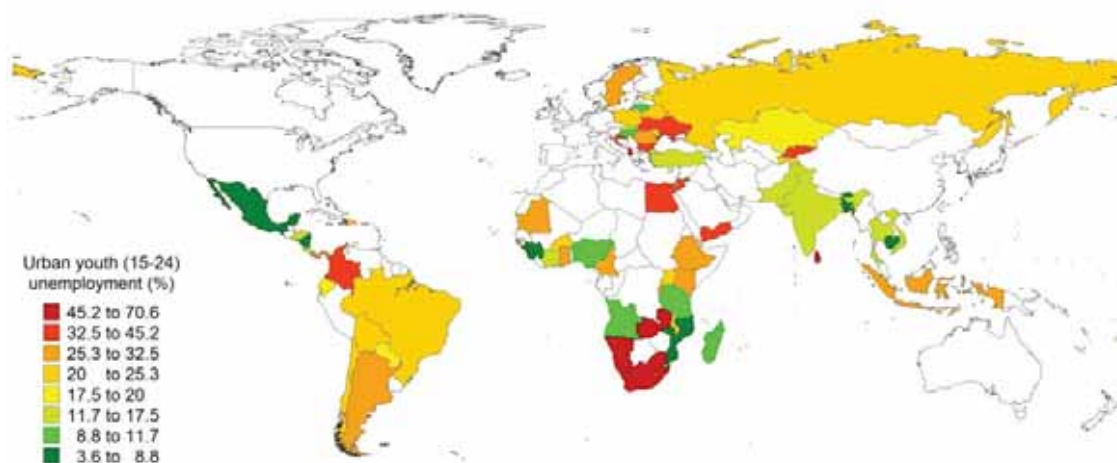 Urban youth (15-24)
unemployment (%)
45.2 to 70.6
32.5 to 45.2
25.3 to 32.5
20 to 25.3
17.5 to 20
11.7 to 17.5
8.8 to 11.7
3.6 to 8.8